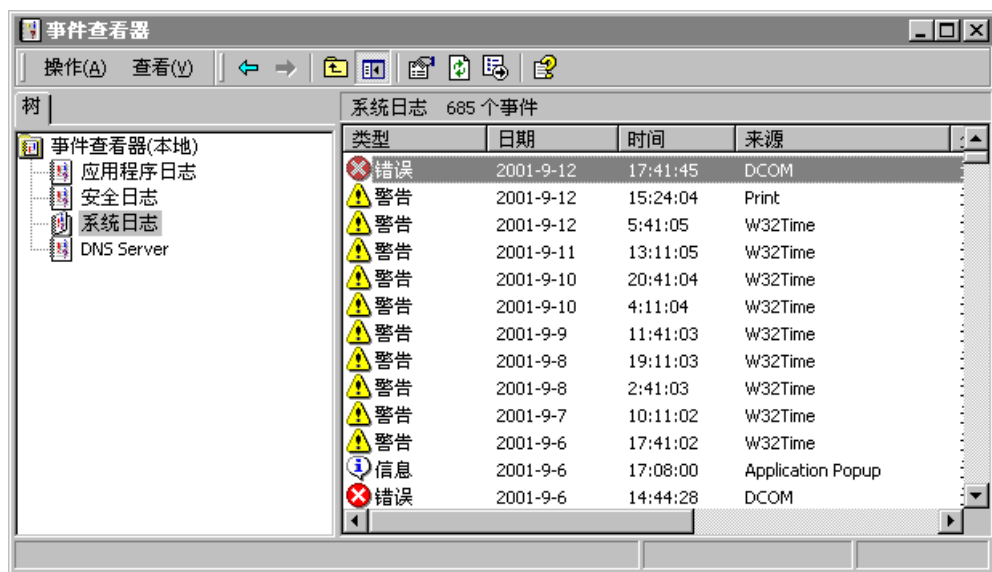 事件查看器
操作(A) 查看(V)
树
系统日志 685 个事件
事件查看器(本地)
应用程序日志
安全日志
系统日志
DNS Server
类型 日期 时间 来源
错误 2001-9-12 17:41:45 DCOM
警告 2001-9-12 15:24:04 Print
警告 2001-9-12 5:41:05 W32Time
警告 2001-9-11 13:11:05 W32Time
警告 2001-9-10 20:41:04 W32Time
警告 2001-9-10 4:11:04 W32Time
警告 2001-9-9 11:41:03 W32Time
警告 2001-9-8 19:11:03 W32Time
警告 2001-9-8 2:41:03 W32Time
警告 2001-9-7 10:11:02 W32Time
警告 2001-9-6 17:41:02 W32Time
信息 2001-9-6 17:08:00 Application Popup
错误 2001-9-6 14:44:28 DCOM